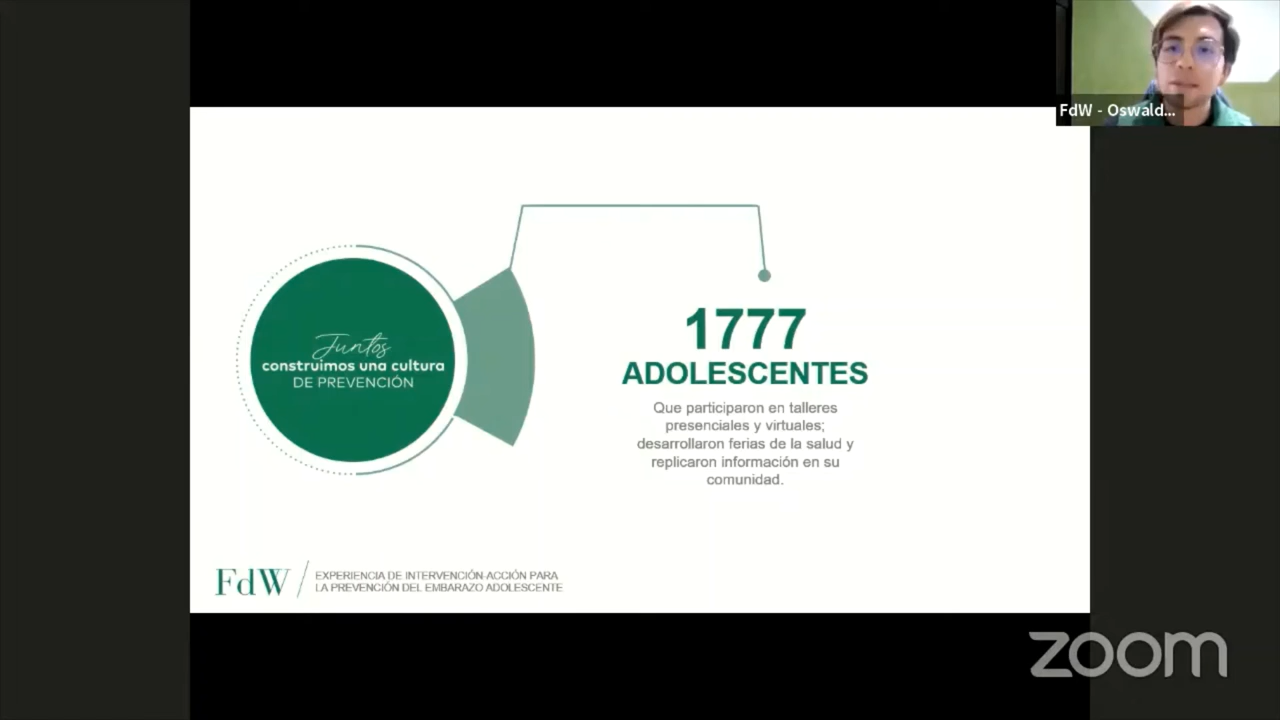 FdW - Oswald...
Juntos
construimos una cultura
DE PREVENCIÓN
1777
ADOLESCENTES
Que participaron en talleres
presenciales y virtuales;
desarrollaron ferias de la salud y
replicaron información en su
comunidad.
FdW
EXPERIENCIA DE INTERVENCIÓN-ACCIÓN PARA
LA PREVENCIÓN DEL EMBARAZO ADOLESCENTE
zoom